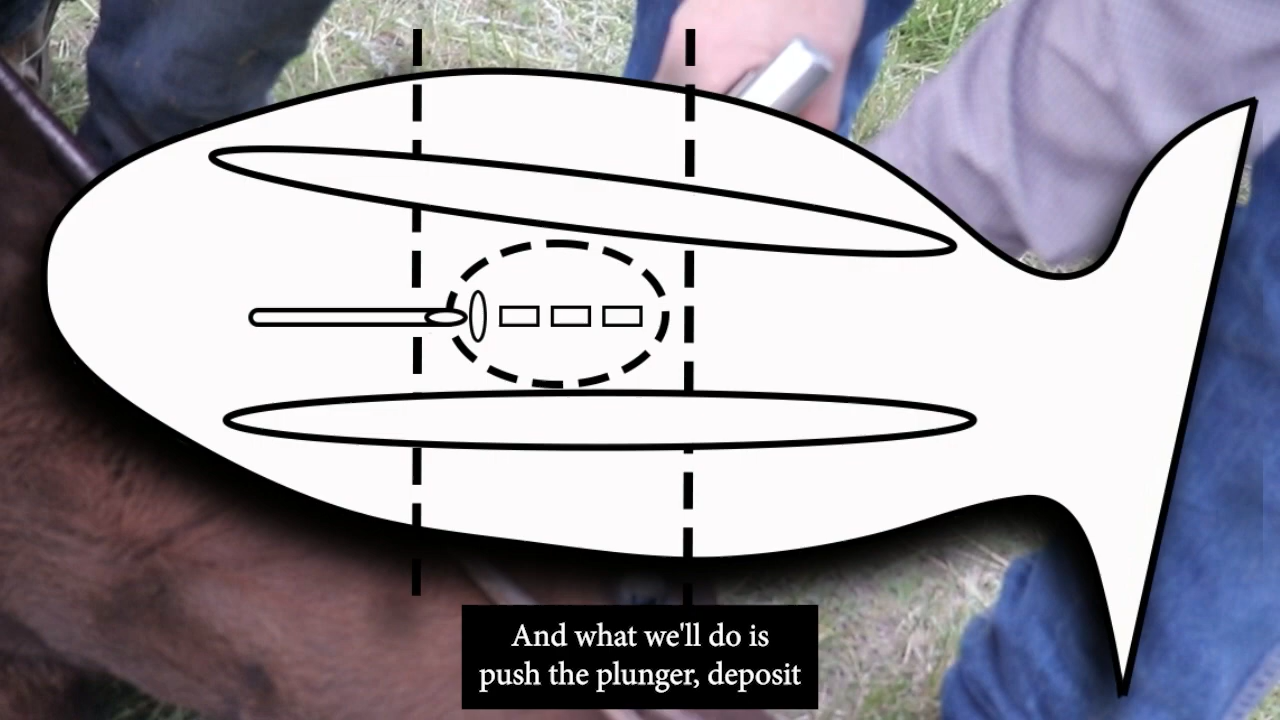 And what we'll do is
push the plunger, deposit